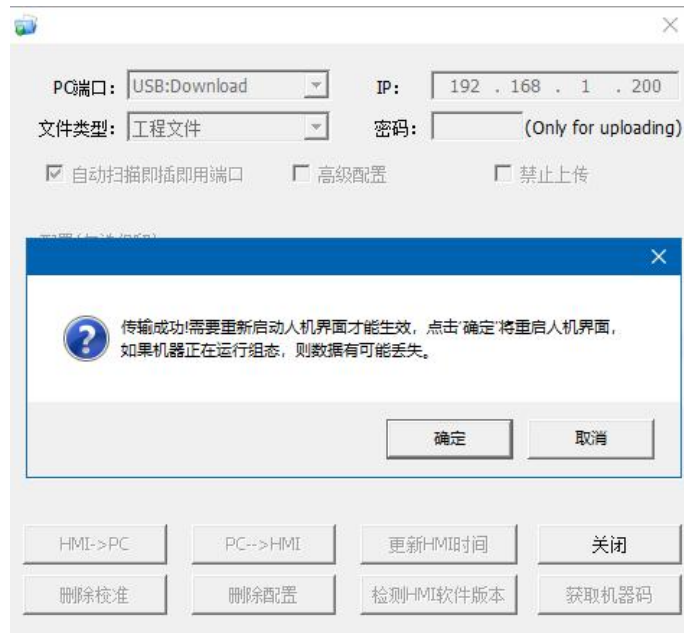 PC端口： USB:Download IP： 192 . 168 . 1 . 200
文件类型： 工程文件 密码： (Only for uploading)
自动扫描即插即用端口 高级配置 禁止上传
传输成功!需要重新启动人机界面才能生效，点击'确定'将重启人机界面，
如果机器正在运行组态，则数据有可能丢失。
确定 取消
HMI->PC PC-->HMI 更新HMI时间 关闭
删除校准 删除配置 检测HMI软件版本 获取机器码